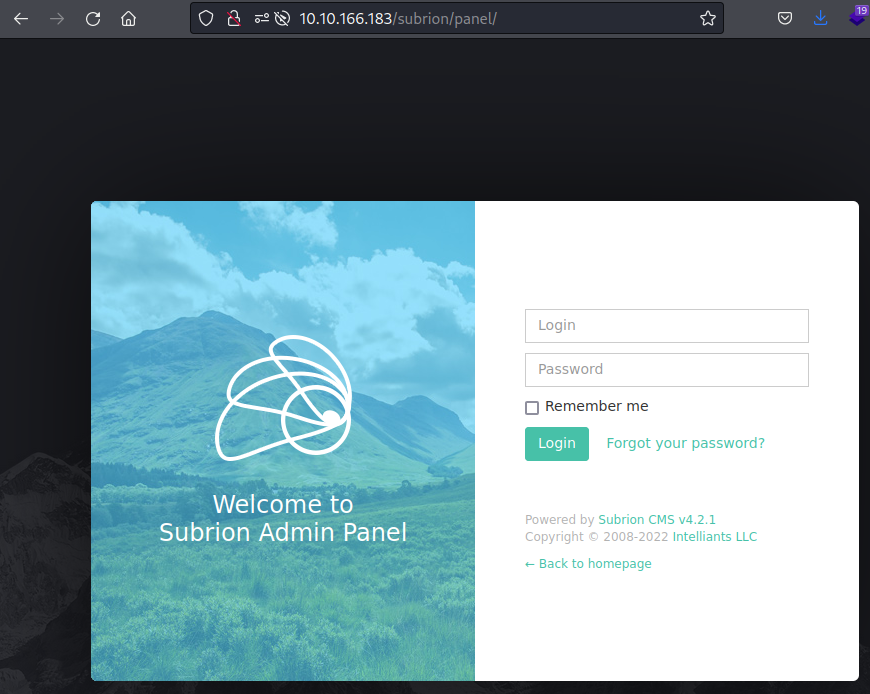 19
10.10.166.183/subrion/panel/
Welcome to
Subrion Admin Panel
Login
Password
Remember me
Login Forgot your password?
Powered by Subrion CMS v4.2.1
Copyright © 2008-2022 Intelliants LLC
← Back to homepage